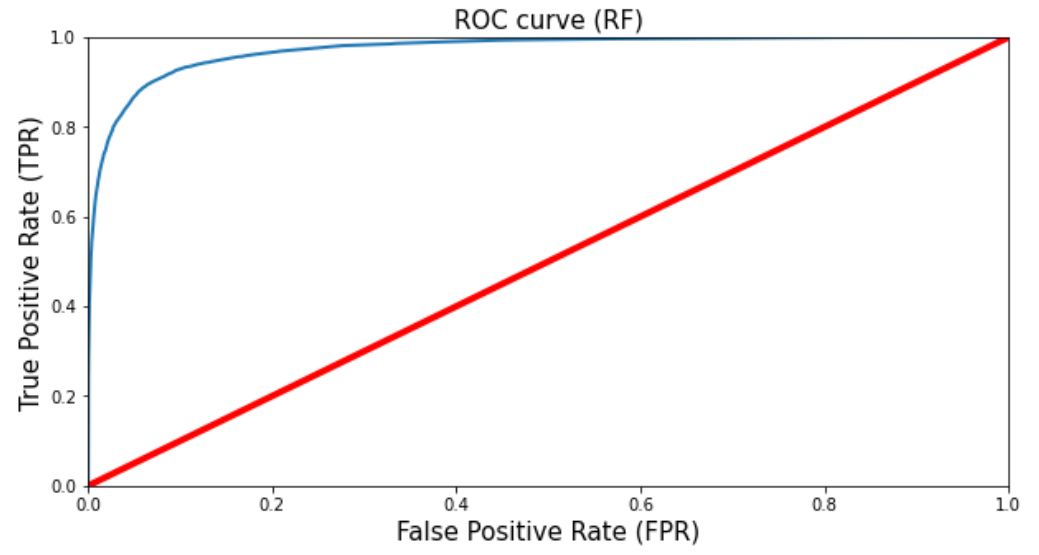 ROC curve (RF)
1.0
0.8
0.6
0.4
0.2
0.0
True Positive Rate (TPR)
0.0 0.2 0.4 0.6 0.8 1.0
False Positive Rate (FPR)